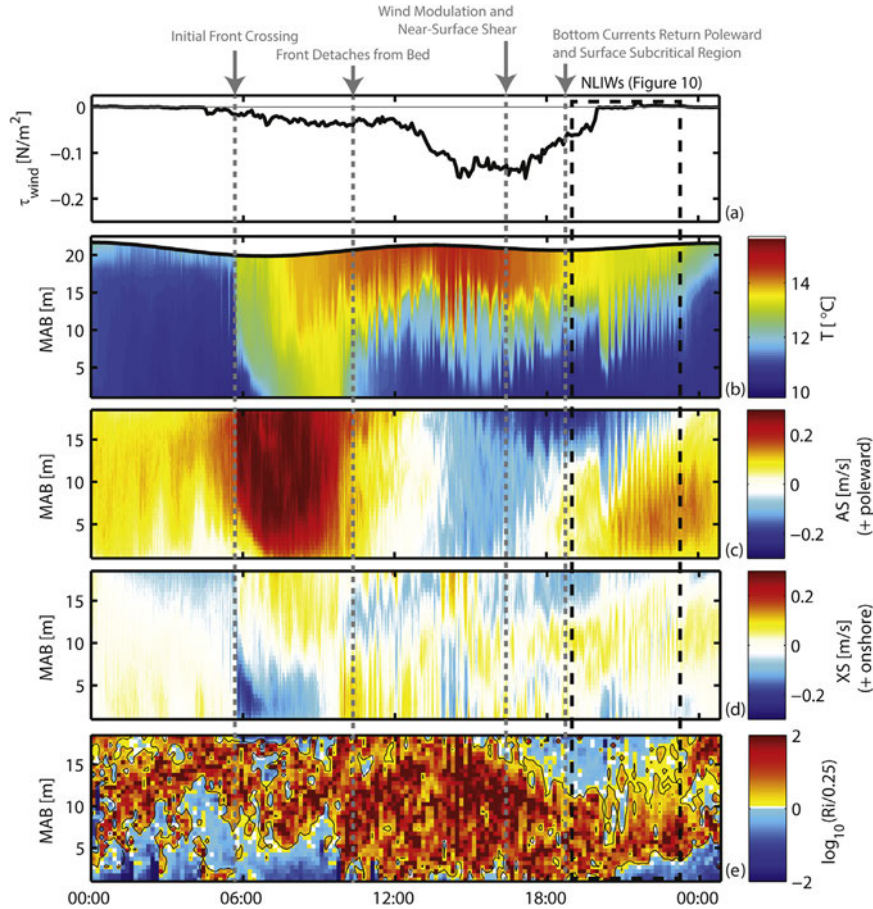 Wind Modulation and
Near-Surface Shear
Initial Front Crossing
Front Detaches from Bed
Bottom Currents Return Poleward
and Surface Subcritical Region
NLIWs (Figure 10)
0
−0.1
−0.2
τwind [N/m²]
(a)
20
15
10
5
MAB [m]
(b)
14
12
10
T [°C]
15
10
5
MAB [m]
(c)
0.2
0
−0.2
AS [m/s]
(+ poleward)
15
10
5
MAB [m]
(d)
0.2
0
−0.2
XS [m/s]
(+ onshore)
15
10
5
MAB [m]
(e)
2
0
−2
log10(Ri/0.25)
00:00 06:00 12:00 18:00 00:00